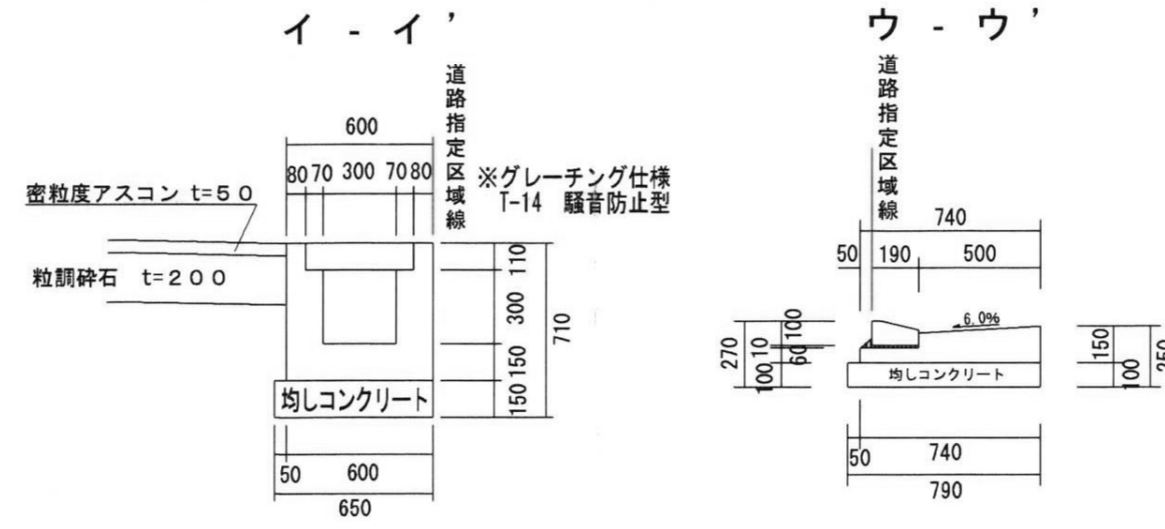 イ - イ'
道路指定区域線
600
80 70 300 70 80
※グレーチング仕様
T-14 騒音防止型
密粒度アスコン t=50
粒調砕石 t=200
110
300
150
150
710
均しコンクリート
50 600
650
ウ - ウ'
道路指定区域線
740
50 190 500
6.0%
270
100
10
60
100
均しコンクリート
150
100
250
50 740
790